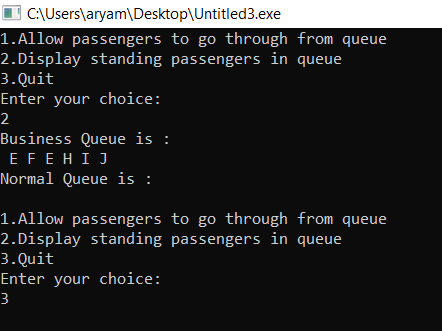 C:\Users\aryam\Desktop\Untitled3.exe
1.Allow passengers to go through from queue
2.Display standing passengers in queue
3.Quit
Enter your choice:
2
Business Queue is :
 E F E H I J
Normal Queue is :

1.Allow passengers to go through from queue
2.Display standing passengers in queue
3.Quit
Enter your choice:
3